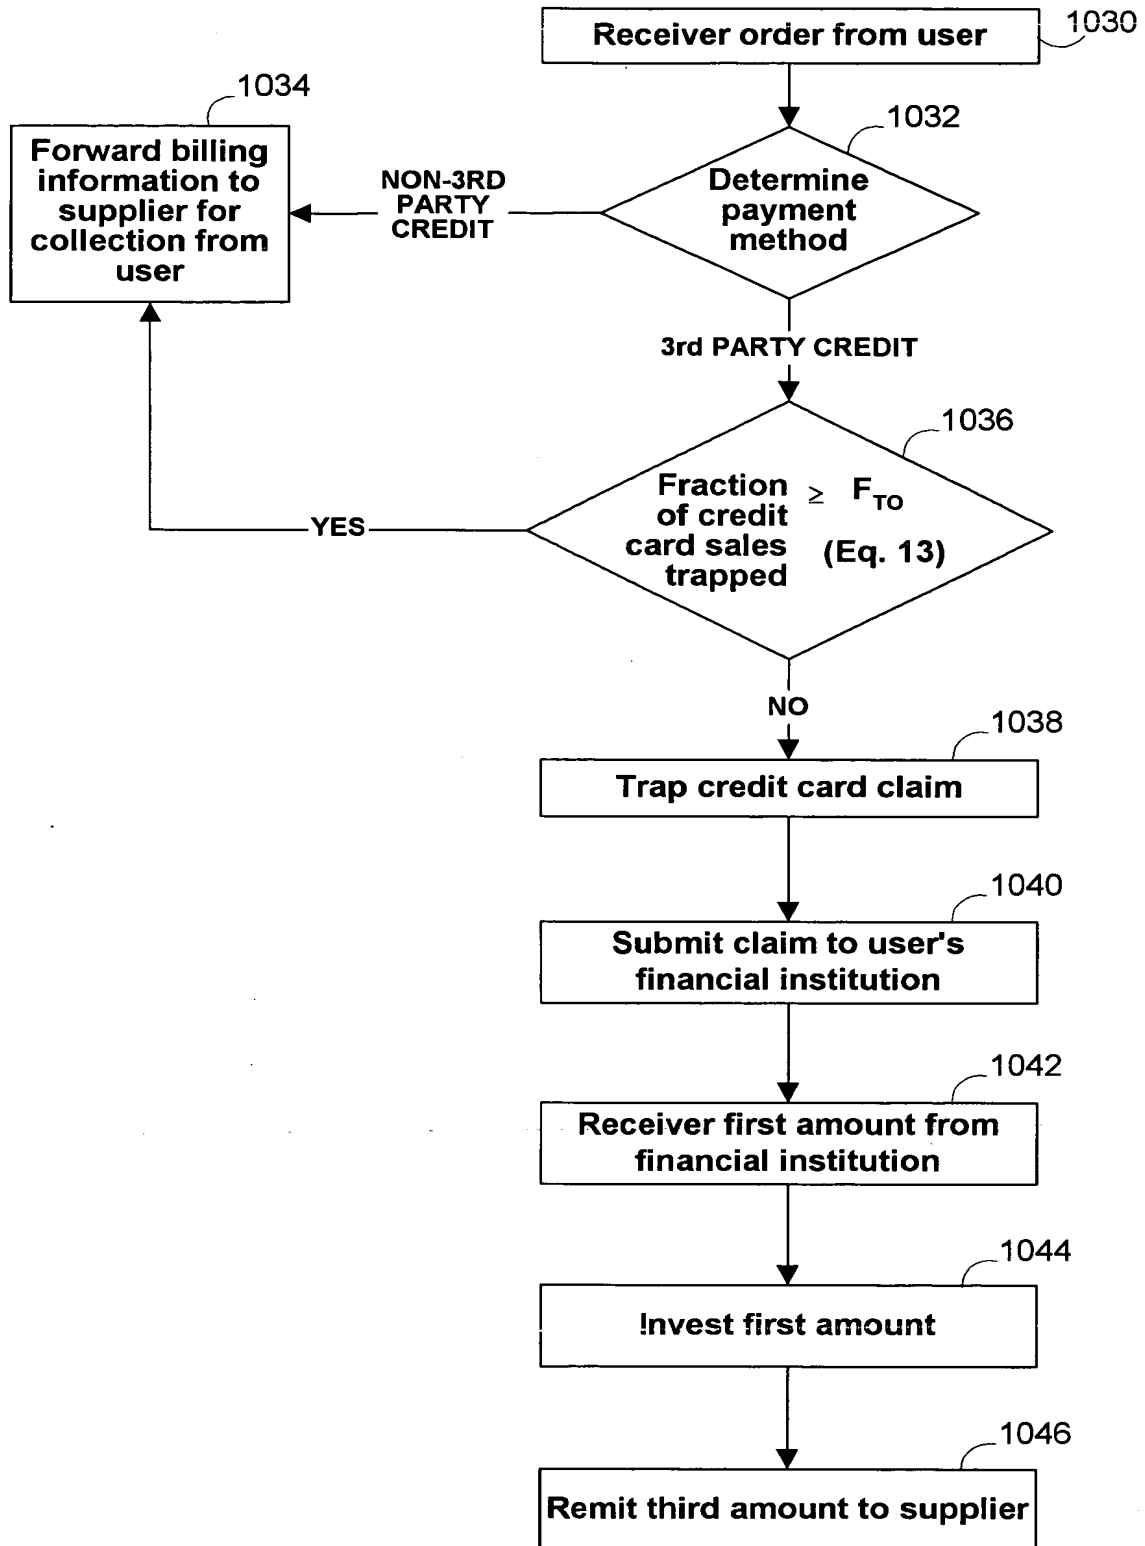 Receiver order from user
1030
1034
1032
Forward billing
information to
supplier for
collection from
user
NON-3RD
PARTY
CREDIT
Determine
payment
method
3rd PARTY CREDIT
1036
Fraction
of credit
card sales
trapped
≥ FTO
(Eq. 13)
YES
NO
1038
Trap credit card claim
1040
Submit claim to user's
financial institution
1042
Receiver first amount from
financial institution
1044
Invest first amount
1046
Remit third amount to supplier